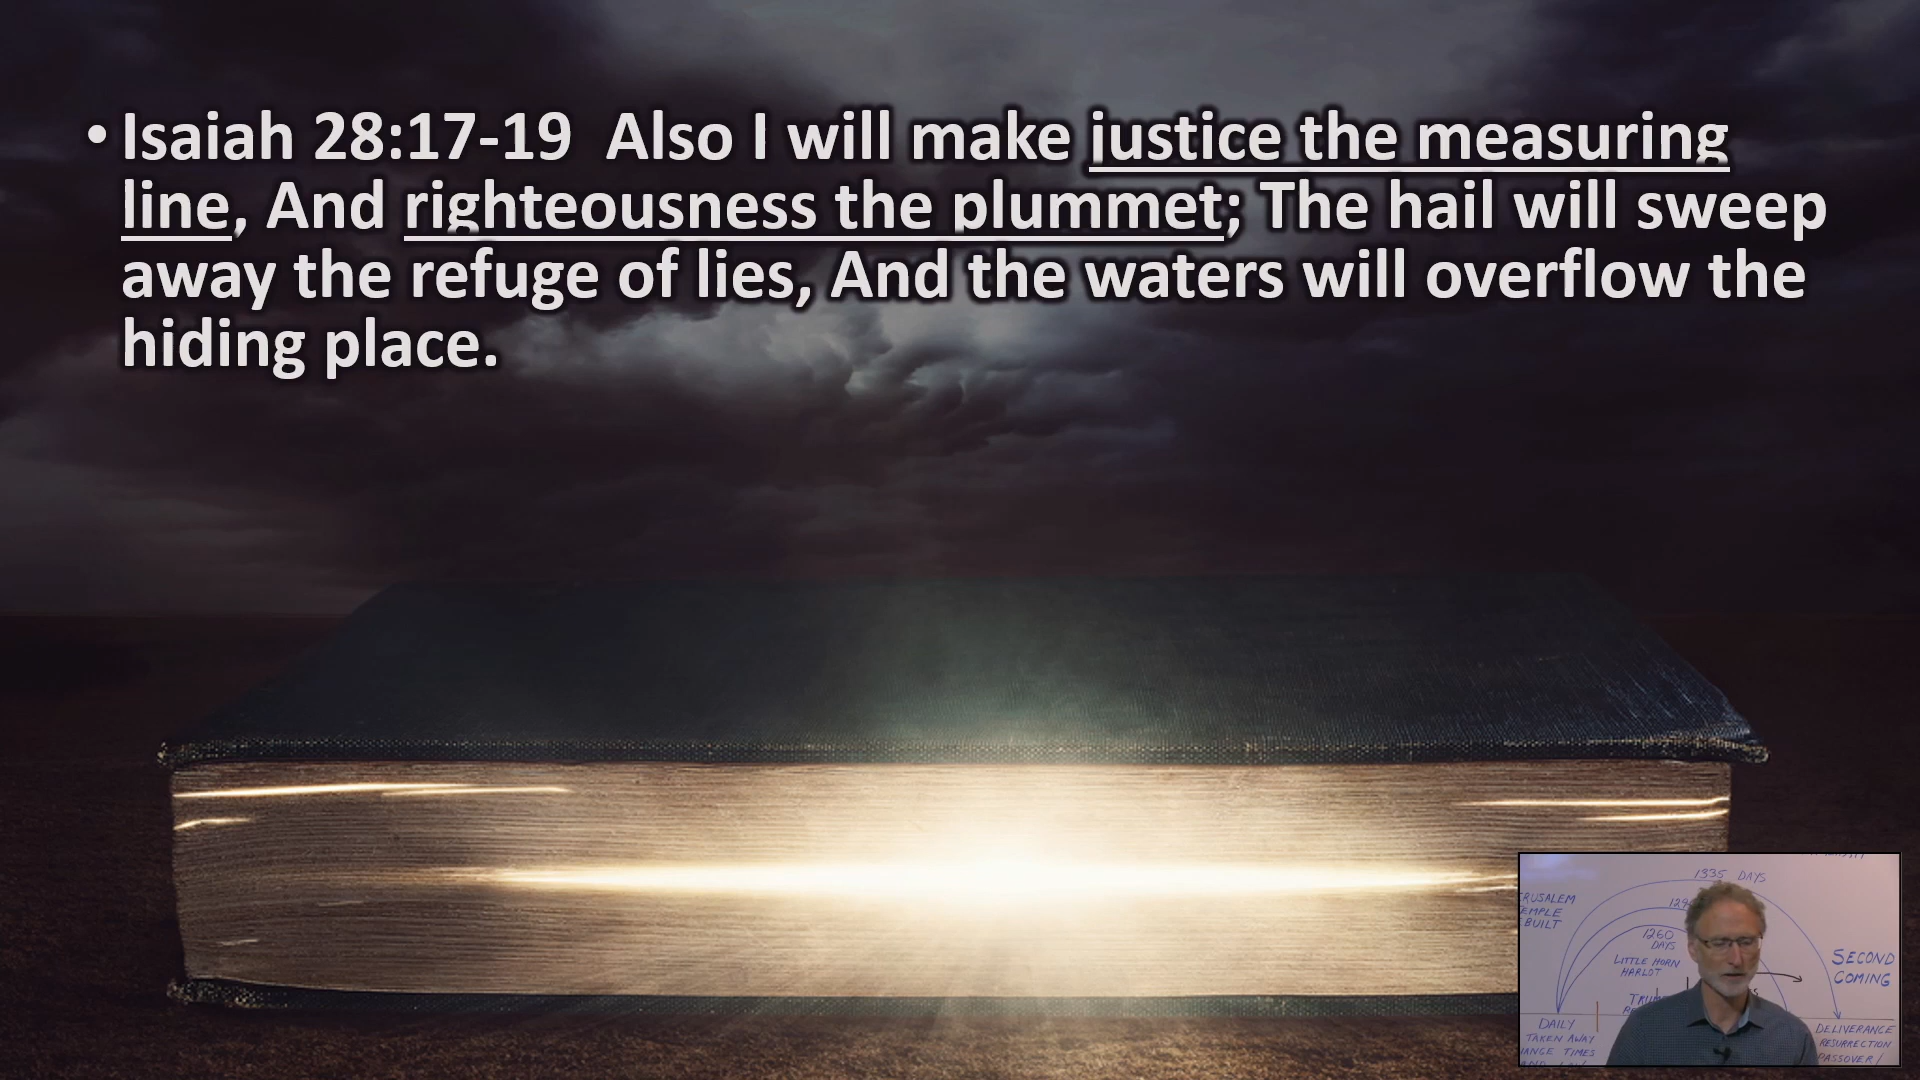 • Isaiah 28:17-19  Also I will make justice the measuring
line, And righteousness the plummet; The hail will sweep
away the refuge of lies, And the waters will overflow the
hiding place.
1335 DAYS
1260
DAYS
LITTLE HORN
HARLOT
SECOND
COMING
DAILY
TAKEN AWAY
TIMES
DELIVERANCE
RESURRECTION
PASSOVER/
BUILT